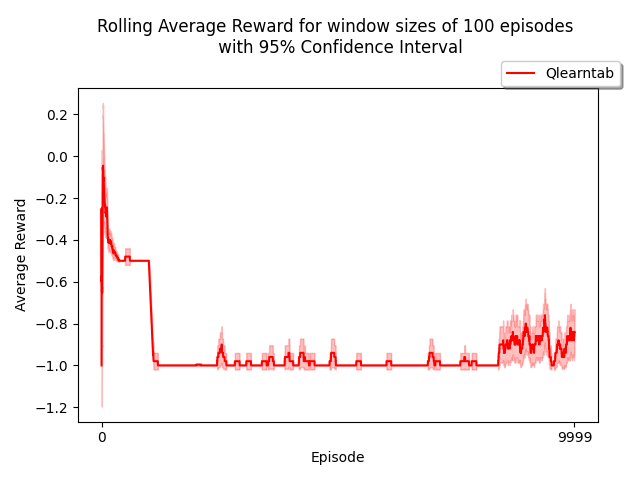 Rolling Average Reward for window sizes of 100 episodes
with 95% Confidence Interval
Qlearntab
0.2
0.0
−0.2
−0.4
−0.6
−0.8
−1.0
−1.2
Average Reward
0 9999
Episode